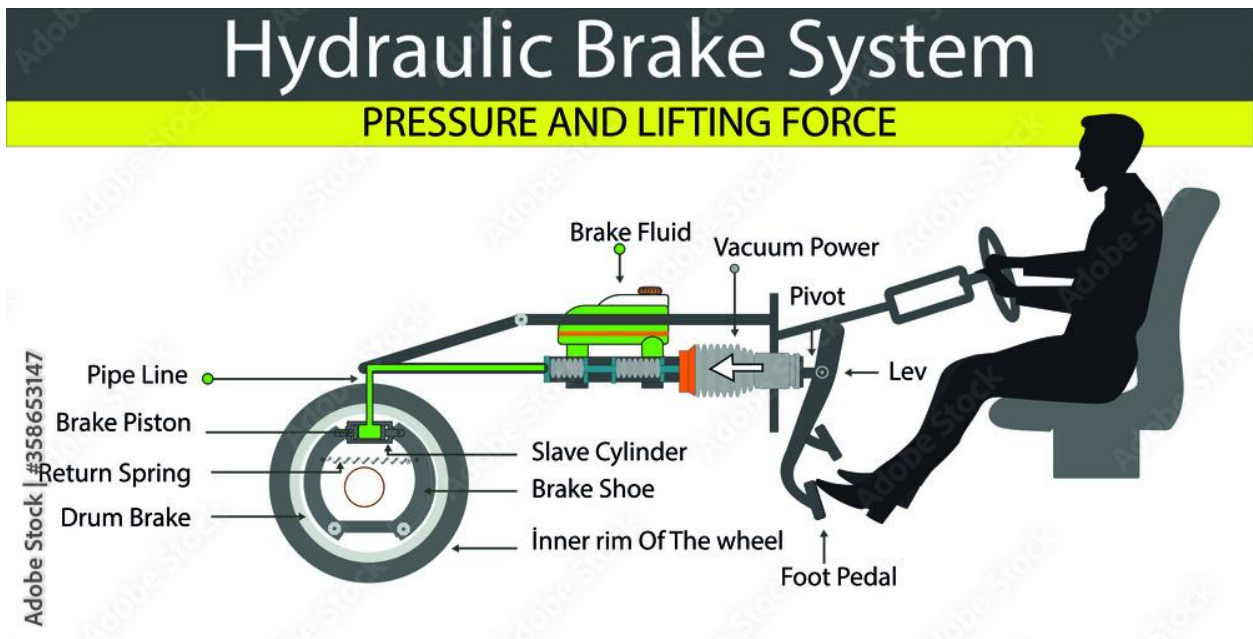 Hydraulic Brake System
PRESSURE AND LIFTING FORCE
Brake Fluid
Vacuum Power
Pivot
Pipe Line
Lev
Brake Piston
Slave Cylinder
Return Spring
Brake Shoe
Drum Brake
İnner rim Of The wheel
Foot Pedal
Adobe Stock | #358653147